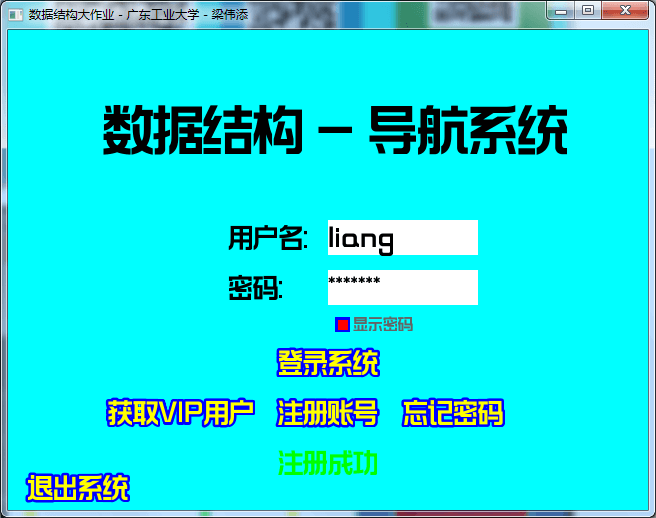 数据结构大作业 - 广东工业大学 - 梁伟添
数据结构 - 导航系统
用户名: liang
密码: *******
显示密码
登录系统
获取VIP用户 注册账号 忘记密码
注册成功
退出系统